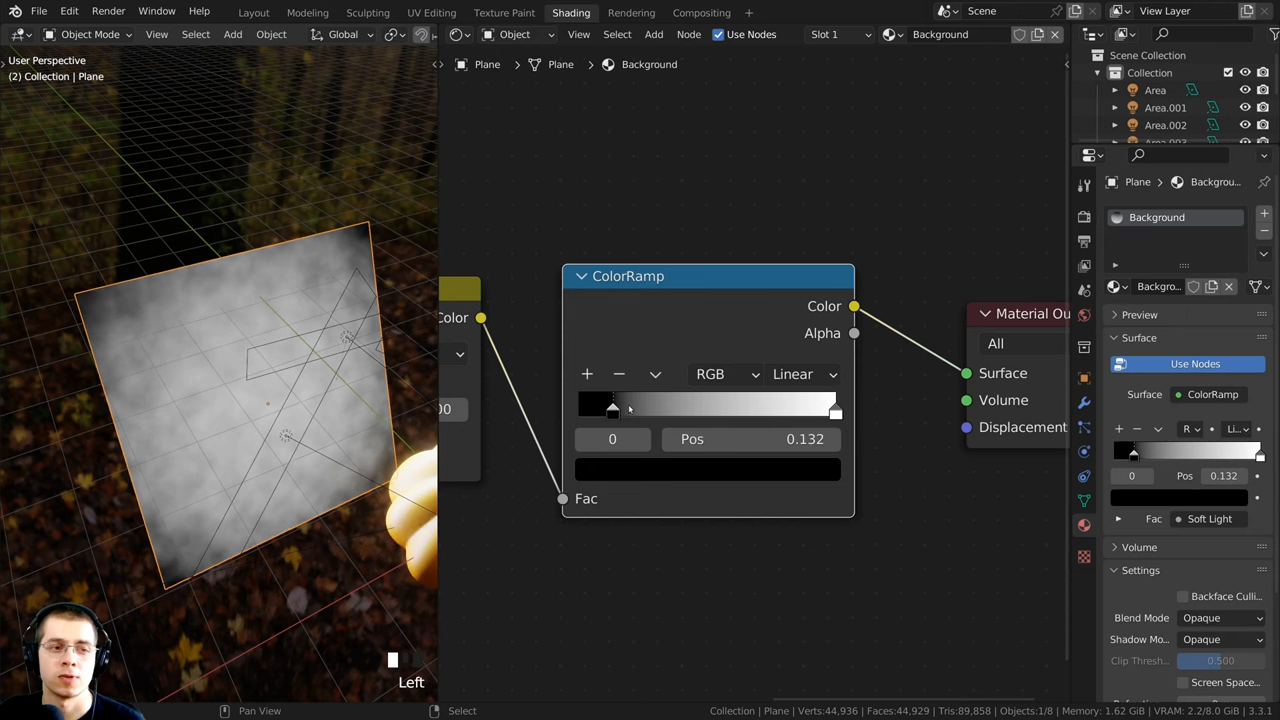 File Edit Render Window Help Layout Modeling Sculpting UV Editing Texture Paint Shading Rendering Compositing Scene View Layer
Object Mode View Select Add Object Global Object View Select Add Node Use Nodes Slot 1 Background
User Perspective
(2) Collection | Plane
Plane Plane Background
Scene Collection
Collection
Area
Area.001
Area.002
Plane Backgrou...
Background
Backgro...
Preview
Surface
Use Nodes
Surface ColorRamp
R Li...
0 Pos 0.132
Fac Soft Light
Volume
Settings
Backface Culli...
Blend Mode Opaque
Shadow Mo... Opaque
Clip Thresh... 0.500
Screen Space...
Color
00
ColorRamp
Color
Alpha
RGB Linear
0 Pos 0.132
Fac
Material Ou
All
Surface
Volume
Displacement
Left
Pan View Select Collection | Plane | Verts:44,936 | Faces:44,929 | Tris:89,858 | Objects:1/8 | Memory: 1.62 GiB | VRAM: 2.2/8.0 GiB | 3.3.1